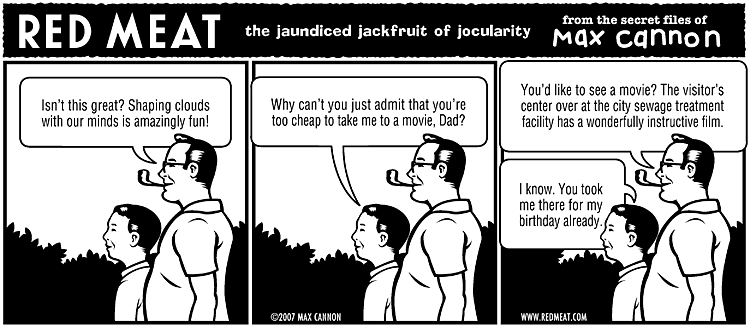 RED MEAT
the jaundiced jackfruit of jocularity
from the secret files of
Max cannon
Isn't this great? Shaping clouds
with our minds is amazingly fun!
Why can't you just admit that you're
too cheap to take me to a movie, Dad?
©2007 MAX CANNON
You'd like to see a movie? The visitor's
center over at the city sewage treatment
facility has a wonderfully instructive film.
I know. You took
me there for my
birthday already.
WWW.REDMEAT.COM